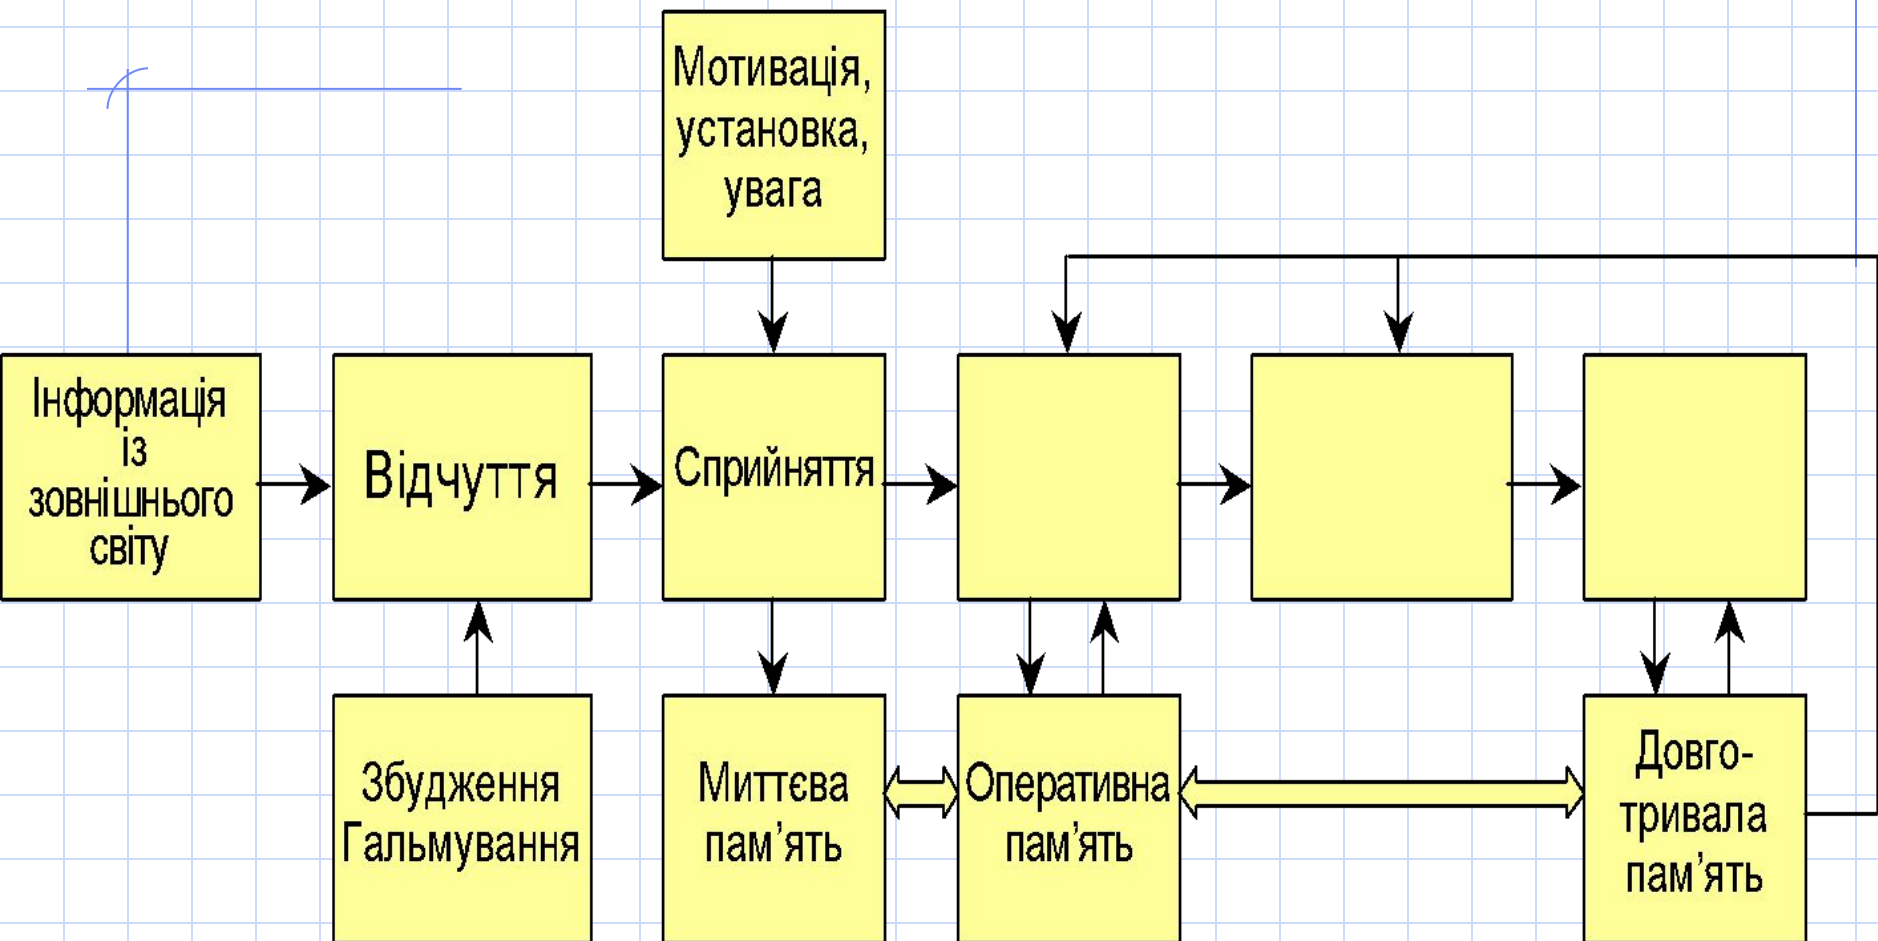 Мотивація,
установка,
увага
Інформація
із
зовнішнього
світу
Відчуття
Сприйняття
Збудження
Гальмування
Миттєва
пам’ять
Оперативна
пам’ять
Довго-
тривала
пам’ять